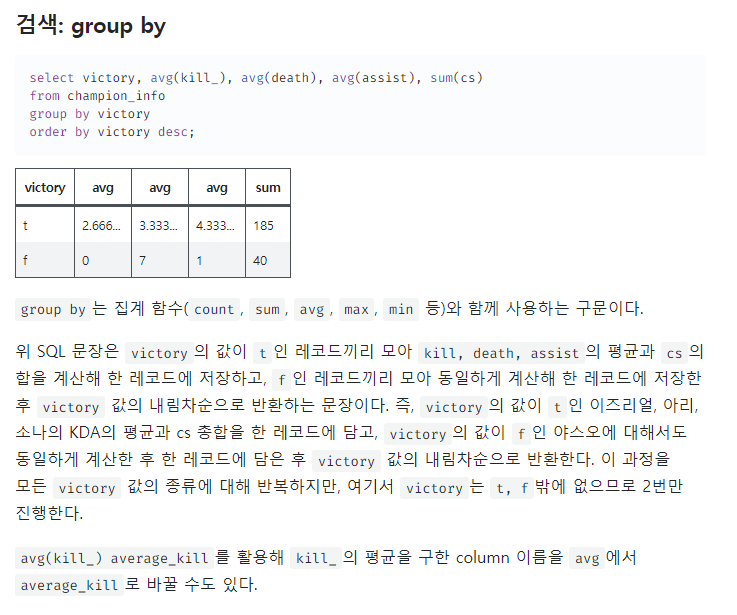 검색: group by
select victory, avg(kill_), avg(death), avg(assist), sum(cs)
from champion_info
group by victory
order by victory desc;
victory avg avg avg sum
t 2.666... 3.333... 4.333... 185
f 0 7 1 40
group by 는 집계 함수( count , sum , avg , max , min 등)와 함께 사용하는 구문이다.
위 SQL 문장은 victory 의 값이 t 인 레코드끼리 모아 kill, death, assist 의 평균과 cs 의
합을 계산해 한 레코드에 저장하고, f 인 레코드끼리 모아 동일하게 계산해 한 레코드에 저장한
후 victory 값의 내림차순으로 반환하는 문장이다. 즉, victory 의 값이 t 인 이즈리얼, 아리,
소나의 KDA의 평균과 cs 총합을 한 레코드에 담고, victory 의 값이 f 인 야스오에 대해서도
동일하게 계산한 후 한 레코드에 담은 후 victory 값의 내림차순으로 반환한다. 이 과정을
모든 victory 값의 종류에 대해 반복하지만, 여기서 victory 는 t, f 밖에 없으므로 2번만
진행한다.
avg(kill_) average_kill 를 활용해 kill_ 의 평균을 구한 column 이름을 avg 에서
average_kill 로 바꿀 수도 있다.